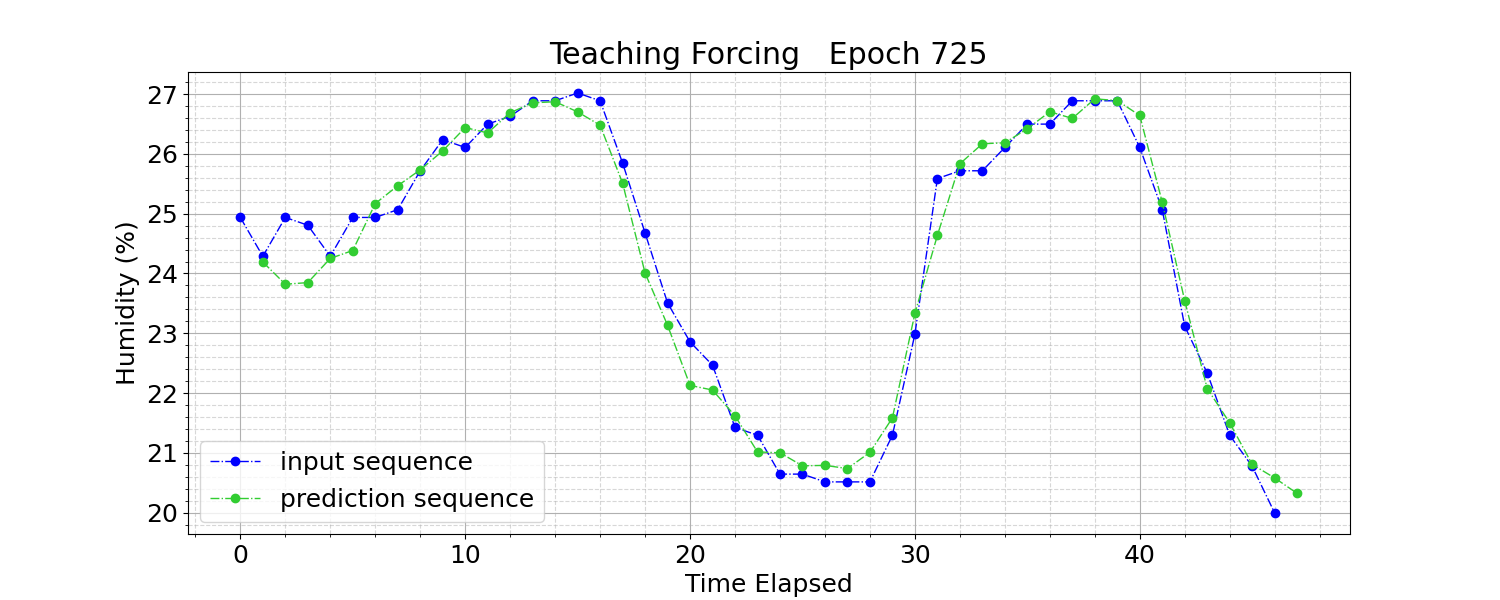 Teaching Forcing   Epoch 725
Humidity (%)
27
26
25
24
23
22
21
20
input sequence
prediction sequence
0 10 20 30 40
Time Elapsed